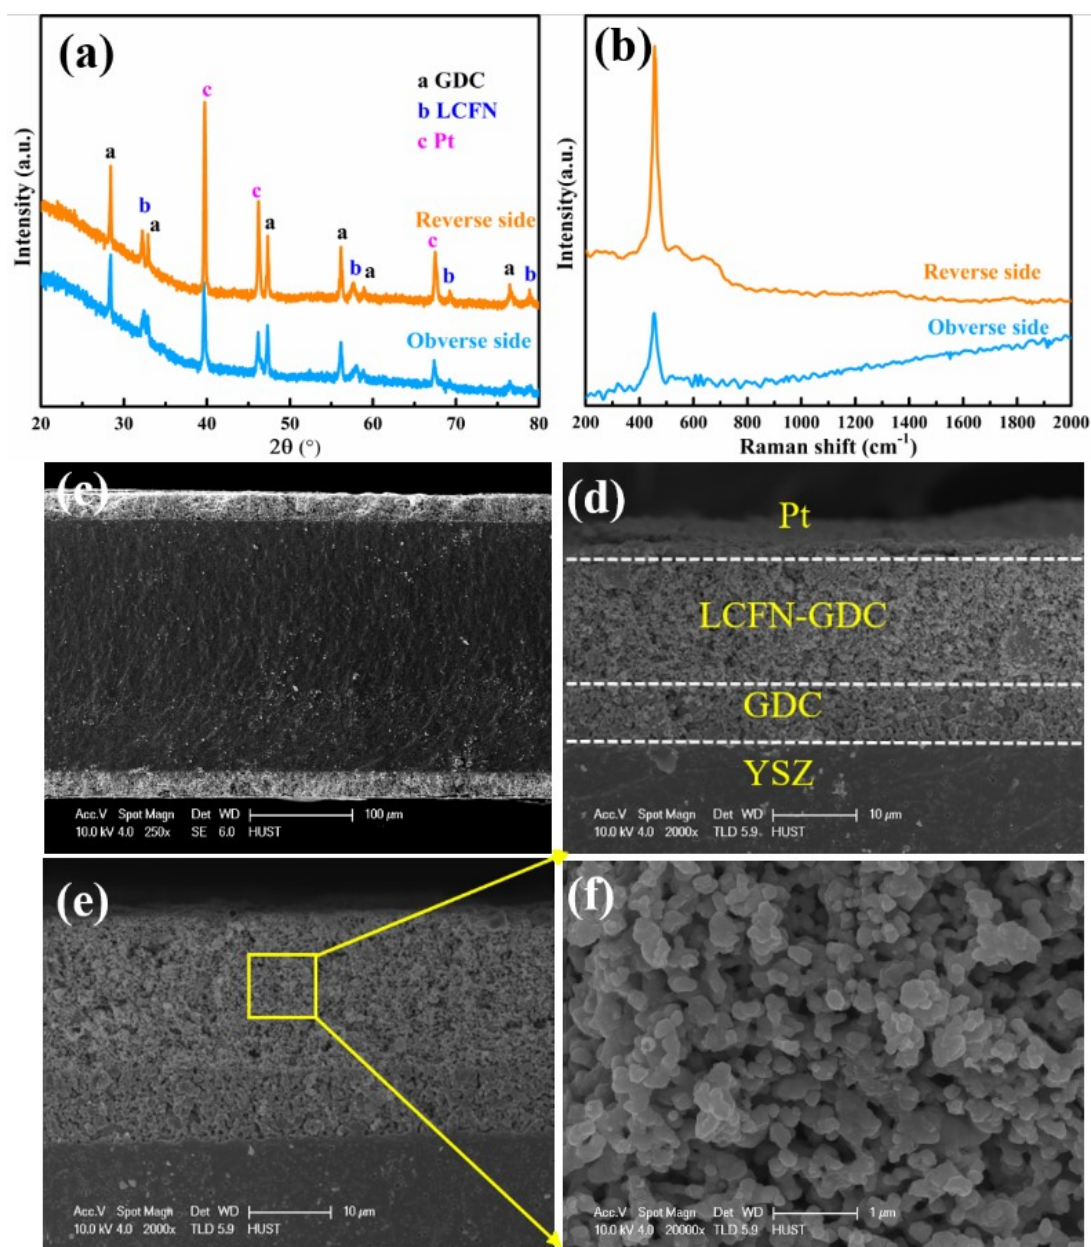 (a)
a GDC
b LCFN
c Pt
c
a
b
a
c
a
a
b
a
c
b
a
b
Reverse side
Obverse side
Intensity (a.u.)
20 30 40 50 60 70 80
2θ (°)
(b)
Reverse side
Obverse side
Intensity(a.u.)
200 400 600 800 1000 1200 1400 1600 1800 2000
Raman shift (cm-1)
(c)
Acc.V Spot Magn Det WD 100 µm
10.0 kV 4.0 250x SE 6.0 HUST
(d)
Pt
LCFN-GDC
GDC
YSZ
Acc.V Spot Magn Det WD 10 µm
10.0 kV 4.0 2000x TLD 5.9 HUST
(e)
Acc.V Spot Magn Det WD 10 µm
10.0 kV 4.0 2000x TLD 5.9 HUST
(f)
Acc.V Spot Magn Det WD 1 µm
10.0 kV 4.0 20000x TLD 5.9 HUST